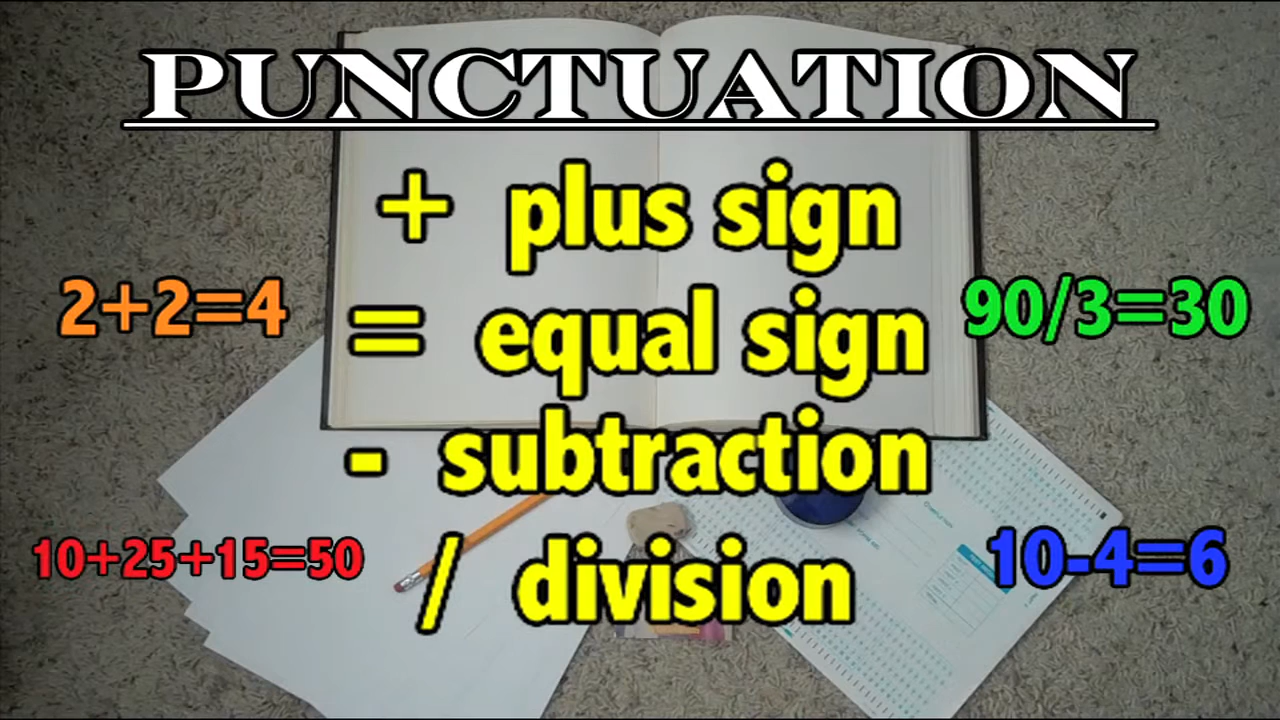 PUNCTUATION
+ plus sign
2+2=4
= equal sign
90/3=30
- subtraction
10+25+15=50
/ division
10-4=6